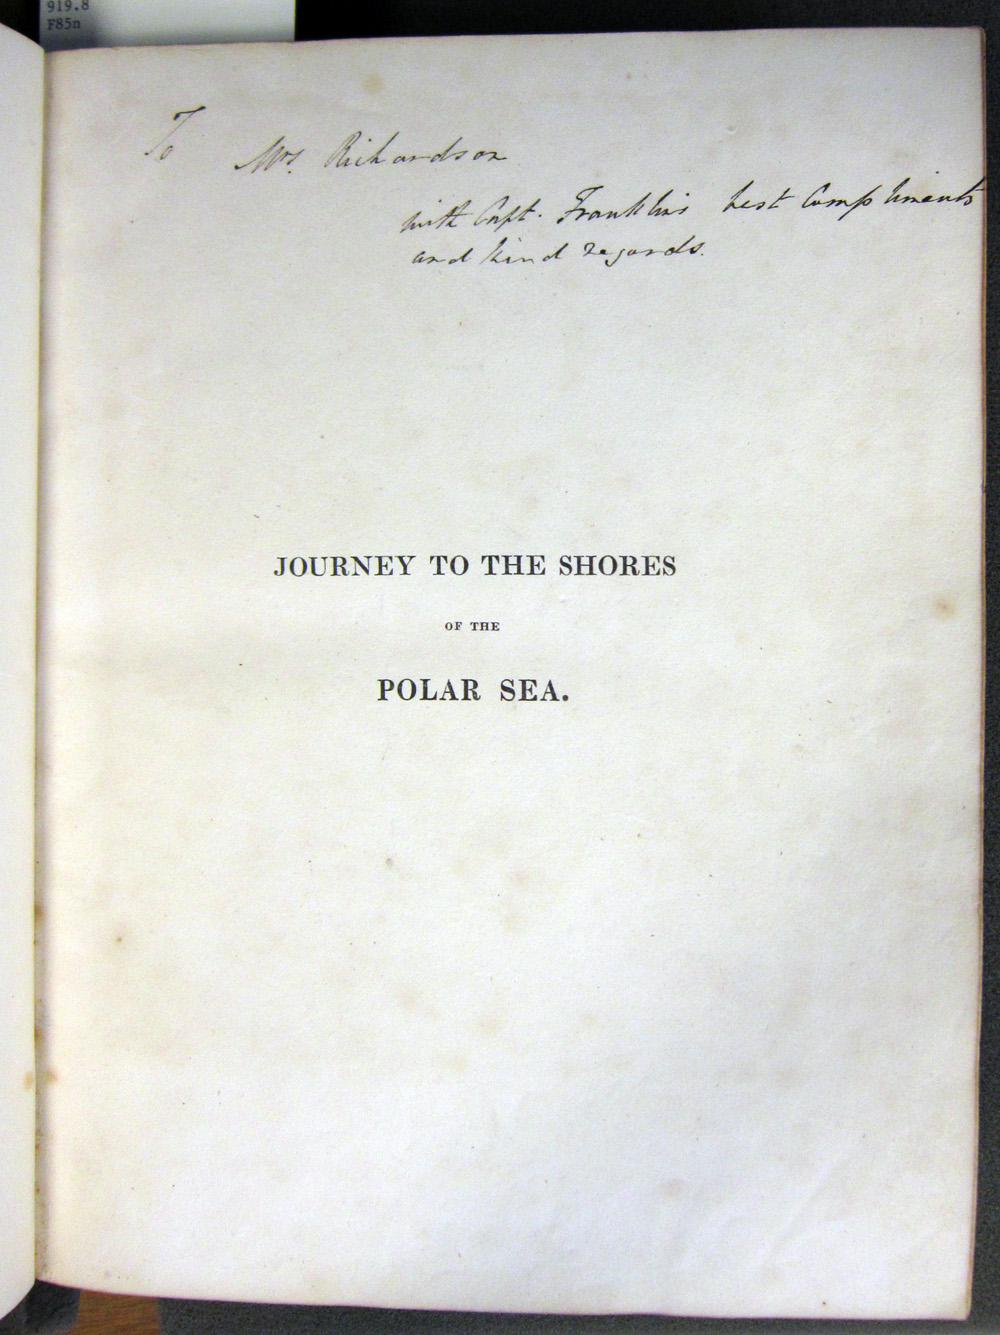 919.8
F85n
To Mrs. Richardson
with Capt. Franklin's best Compliments
and kind regards.
JOURNEY TO THE SHORES
OF THE
POLAR SEA.